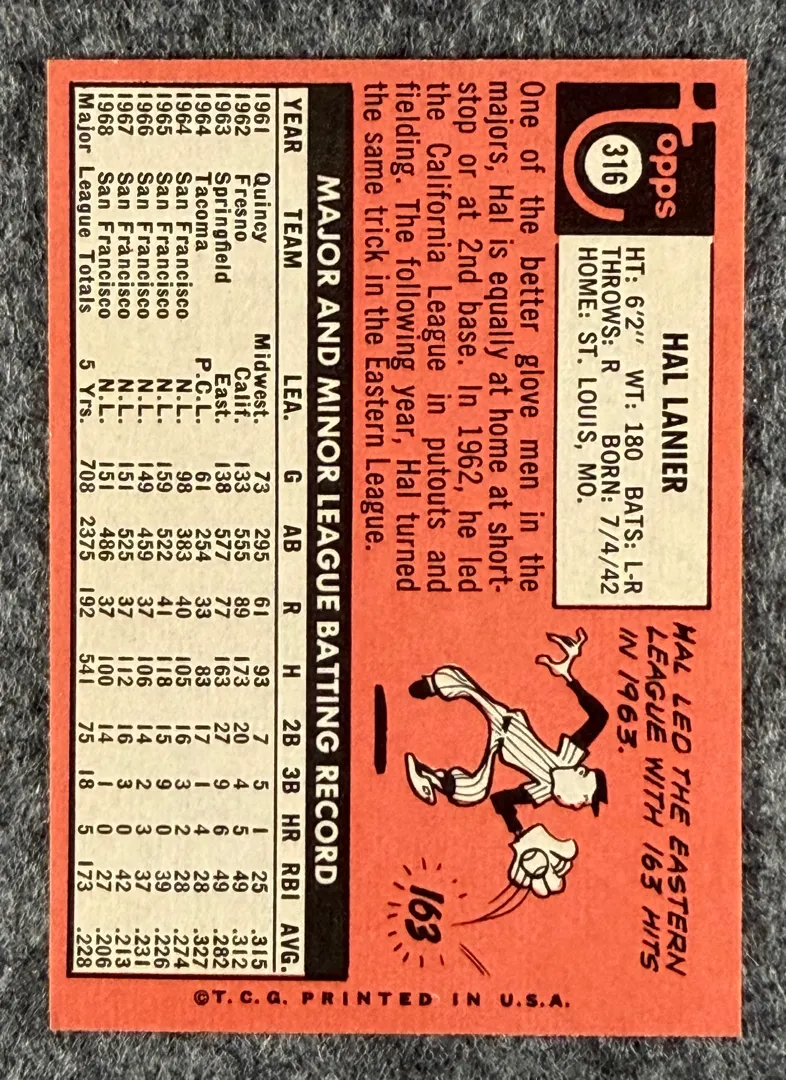 Topps
316
HAL LANIER
HT: 6'2" WT: 180 BATS: L-R
THROWS: R BORN: 7/4/42
HOME: ST. LOUIS, MO.
HAL LED THE EASTERN
LEAGUE WITH 163 HITS
IN 1963.
163
One of the better glove men in the
majors, Hal is equally at home at short-
stop or at 2nd base. In 1962, he led
the California League in putouts and
fielding. The following year, Hal turned
the same trick in the Eastern League.
MAJOR AND MINOR LEAGUE BATTING RECORD
YEAR TEAM LEA. G AB R H 2B 3B HR RBI AVG.
1961 Quincy Midwest. 73 295 61 93 7 5 1 25 .315
1962 Fresno Calif. 133 555 89 173 20 4 5 49 .312
1963 Springfield East. 138 577 77 163 27 9 6 49 .282
1964 Tacoma P.C.L. 61 254 33 83 17 1 4 28 .327
1964 San Francisco N.L. 98 383 40 105 16 3 2 28 .274
1965 San Francisco N.L. 159 522 41 118 15 9 0 39 .226
1966 San Francisco N.L. 149 459 37 106 14 2 3 37 .231
1967 San Francisco N.L. 151 525 37 112 16 3 0 42 .213
1968 San Francisco N.L. 151 486 37 100 14 1 0 27 .206
Major League Totals 5 Yrs. 708 2375 192 541 75 18 5 173 .228
©T.C.G. PRINTED IN U.S.A.